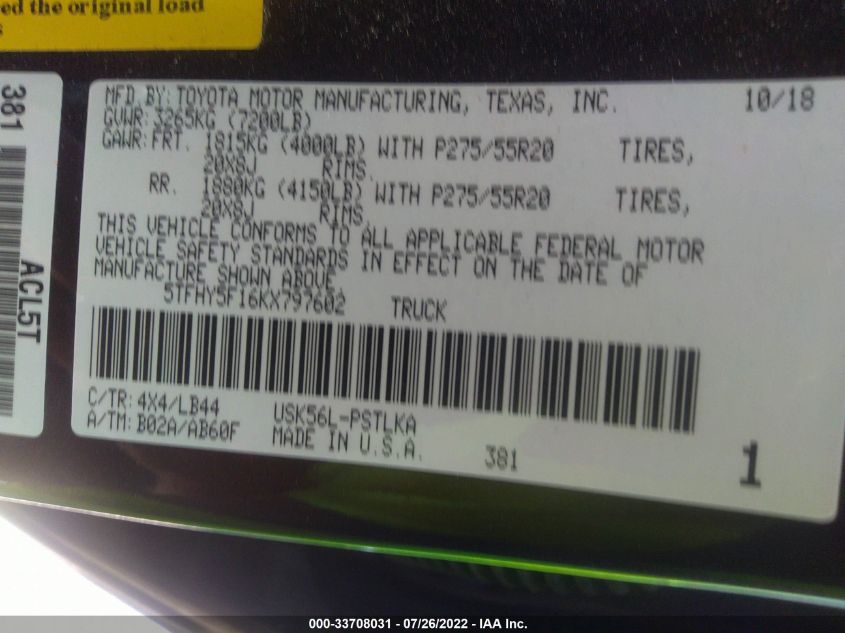 ed the original load
s
381
ACL5T
MFD.BY: TOYOTA MOTOR MANUFACTURING, TEXAS, INC. 10/18
GVWR: 3265KG (7200LB)
GAWR: FRT. 1815KG (4000LB) WITH P275/55R20 TIRES,
20X8J RIMS.
RR. 1880KG (4150LB) WITH P275/55R20 TIRES,
20X8J RIMS.
THIS VEHICLE CONFORMS TO ALL APPLICABLE FEDERAL MOTOR
VEHICLE SAFETY STANDARDS IN EFFECT ON THE DATE OF
MANUFACTURE SHOWN ABOVE.
5TFHY5F16KX797602 TRUCK
C/TR: 4X4/LB44 USK56L-PSTLKA
A/TM: B02A/AB60F MADE IN U.S.A. 381
1
000-33708031 - 07/26/2022 - IAA Inc.